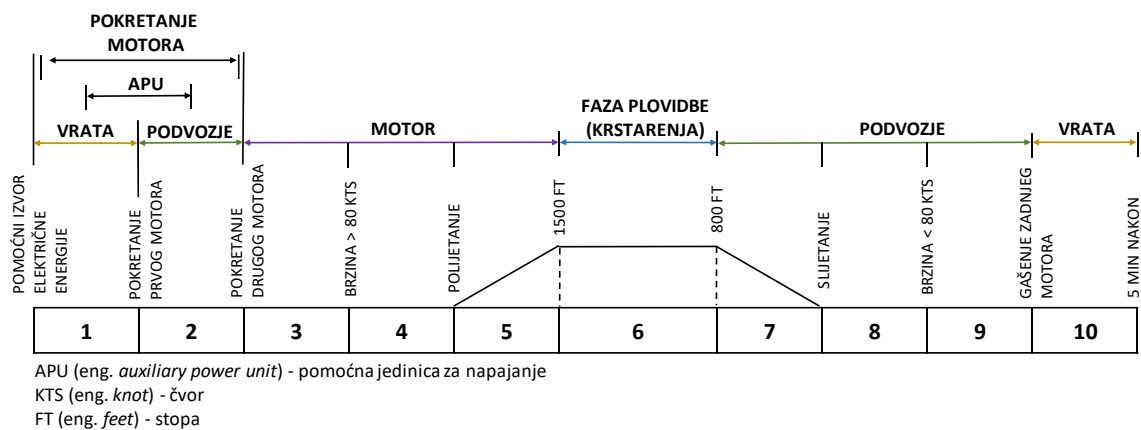 POKRETANJE
MOTORA
APU
VRATA
PODVOZJE
MOTOR
FAZA PLOVIDBE
(KRSTARENJA)
PODVOZJE
VRATA
POMOĆNI IZVOR
ELEKTRIČNE
ENERGIJE
POKRETANJE
PRVOG MOTORA
POKRETANJE
DRUGOG MOTORA
BRZINA > 80 KTS
POLIJETANJE
1500 FT
800 FT
SLIJETANJE
BRZINA < 80 KTS
GAŠENJE ZADNJEG
MOTORA
5 MIN NAKON
1 2 3 4 5 6 7 8 9 10
APU (eng. auxiliary power unit) - pomoćna jedinica za napajanje
KTS (eng. knot) - čvor
FT (eng. feet) - stopa